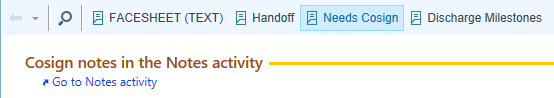 FACESHEET (TEXT) Handoff Needs Cosign Discharge Milestones
Cosign notes in the Notes activity
Go to Notes activity